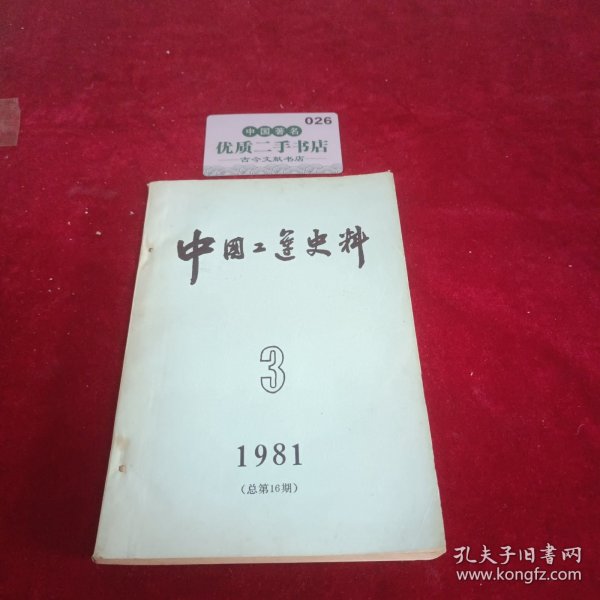 026
中国著名
优质二手书店
古今文献书店
中国工运史料
3
1981
(总第16期)
孔夫子旧书网
www.kongfz.com